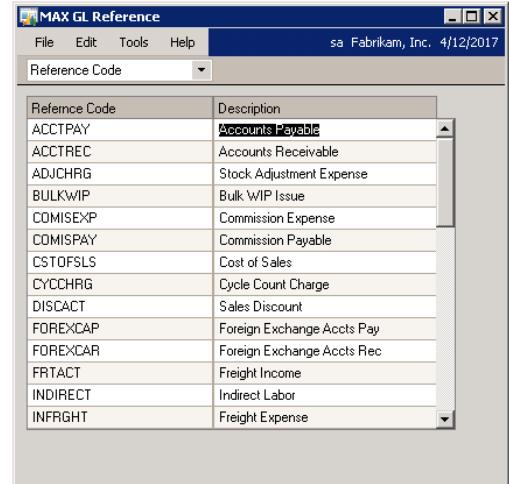 MAX GL Reference
File Edit Tools Help sa Fabrikam, Inc. 4/12/2017
Reference Code
Refernce Code Description
ACCTPAY Accounts Payable
ACCTREC Accounts Receivable
ADJCHRG Stock Adjustment Expense
BULKWIP Bulk WIP Issue
COMISEXP Commission Expense
COMISPAY Commission Payable
CSTOFSLS Cost of Sales
CYCCHRG Cycle Count Charge
DISCACT Sales Discount
FOREXCAP Foreign Exchange Accts Pay
FOREXCAR Foreign Exchange Accts Rec
FRTACT Freight Income
INDIRECT Indirect Labor
INFRGHT Freight Expense